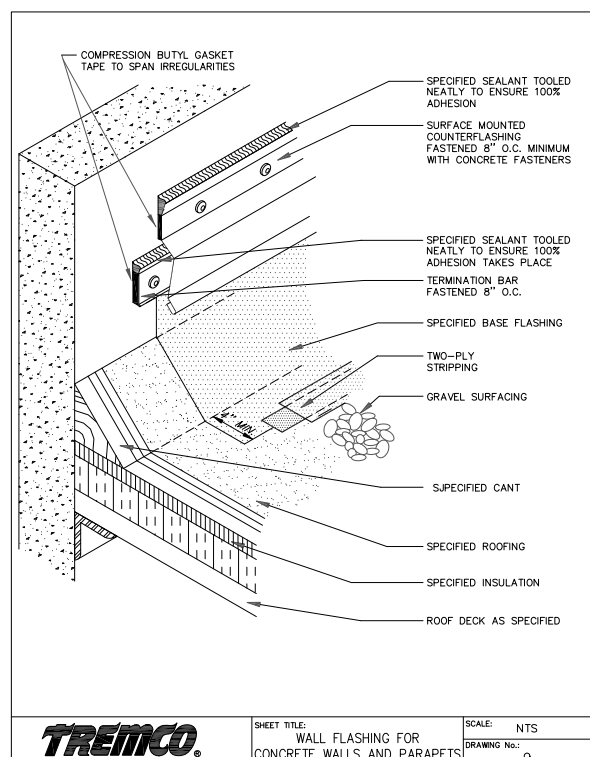 COMPRESSION BUTYL GASKET
TAPE TO SPAN IRREGULARITIES
SPECIFIED SEALANT TOOLED
NEATLY TO ENSURE 100%
ADHESION
SURFACE MOUNTED
COUNTERFLASHING
FASTENED 8" O.C. MINIMUM
WITH CONCRETE FASTENERS
SPECIFIED SEALANT TOOLED
NEATLY TO ENSURE 100%
ADHESION TAKES PLACE
TERMINATION BAR
FASTENED 8" O.C.
SPECIFIED BASE FLASHING
TWO-PLY
STRIPPING
GRAVEL SURFACING
4" MIN.
SJPECIFIED CANT
SPECIFIED ROOFING
SPECIFIED INSULATION
ROOF DECK AS SPECIFIED
TREMCO®
SHEET TITLE:
WALL FLASHING FOR
CONCRETE WALLS AND PARAPETS
SCALE: NTS
DRAWING No.: